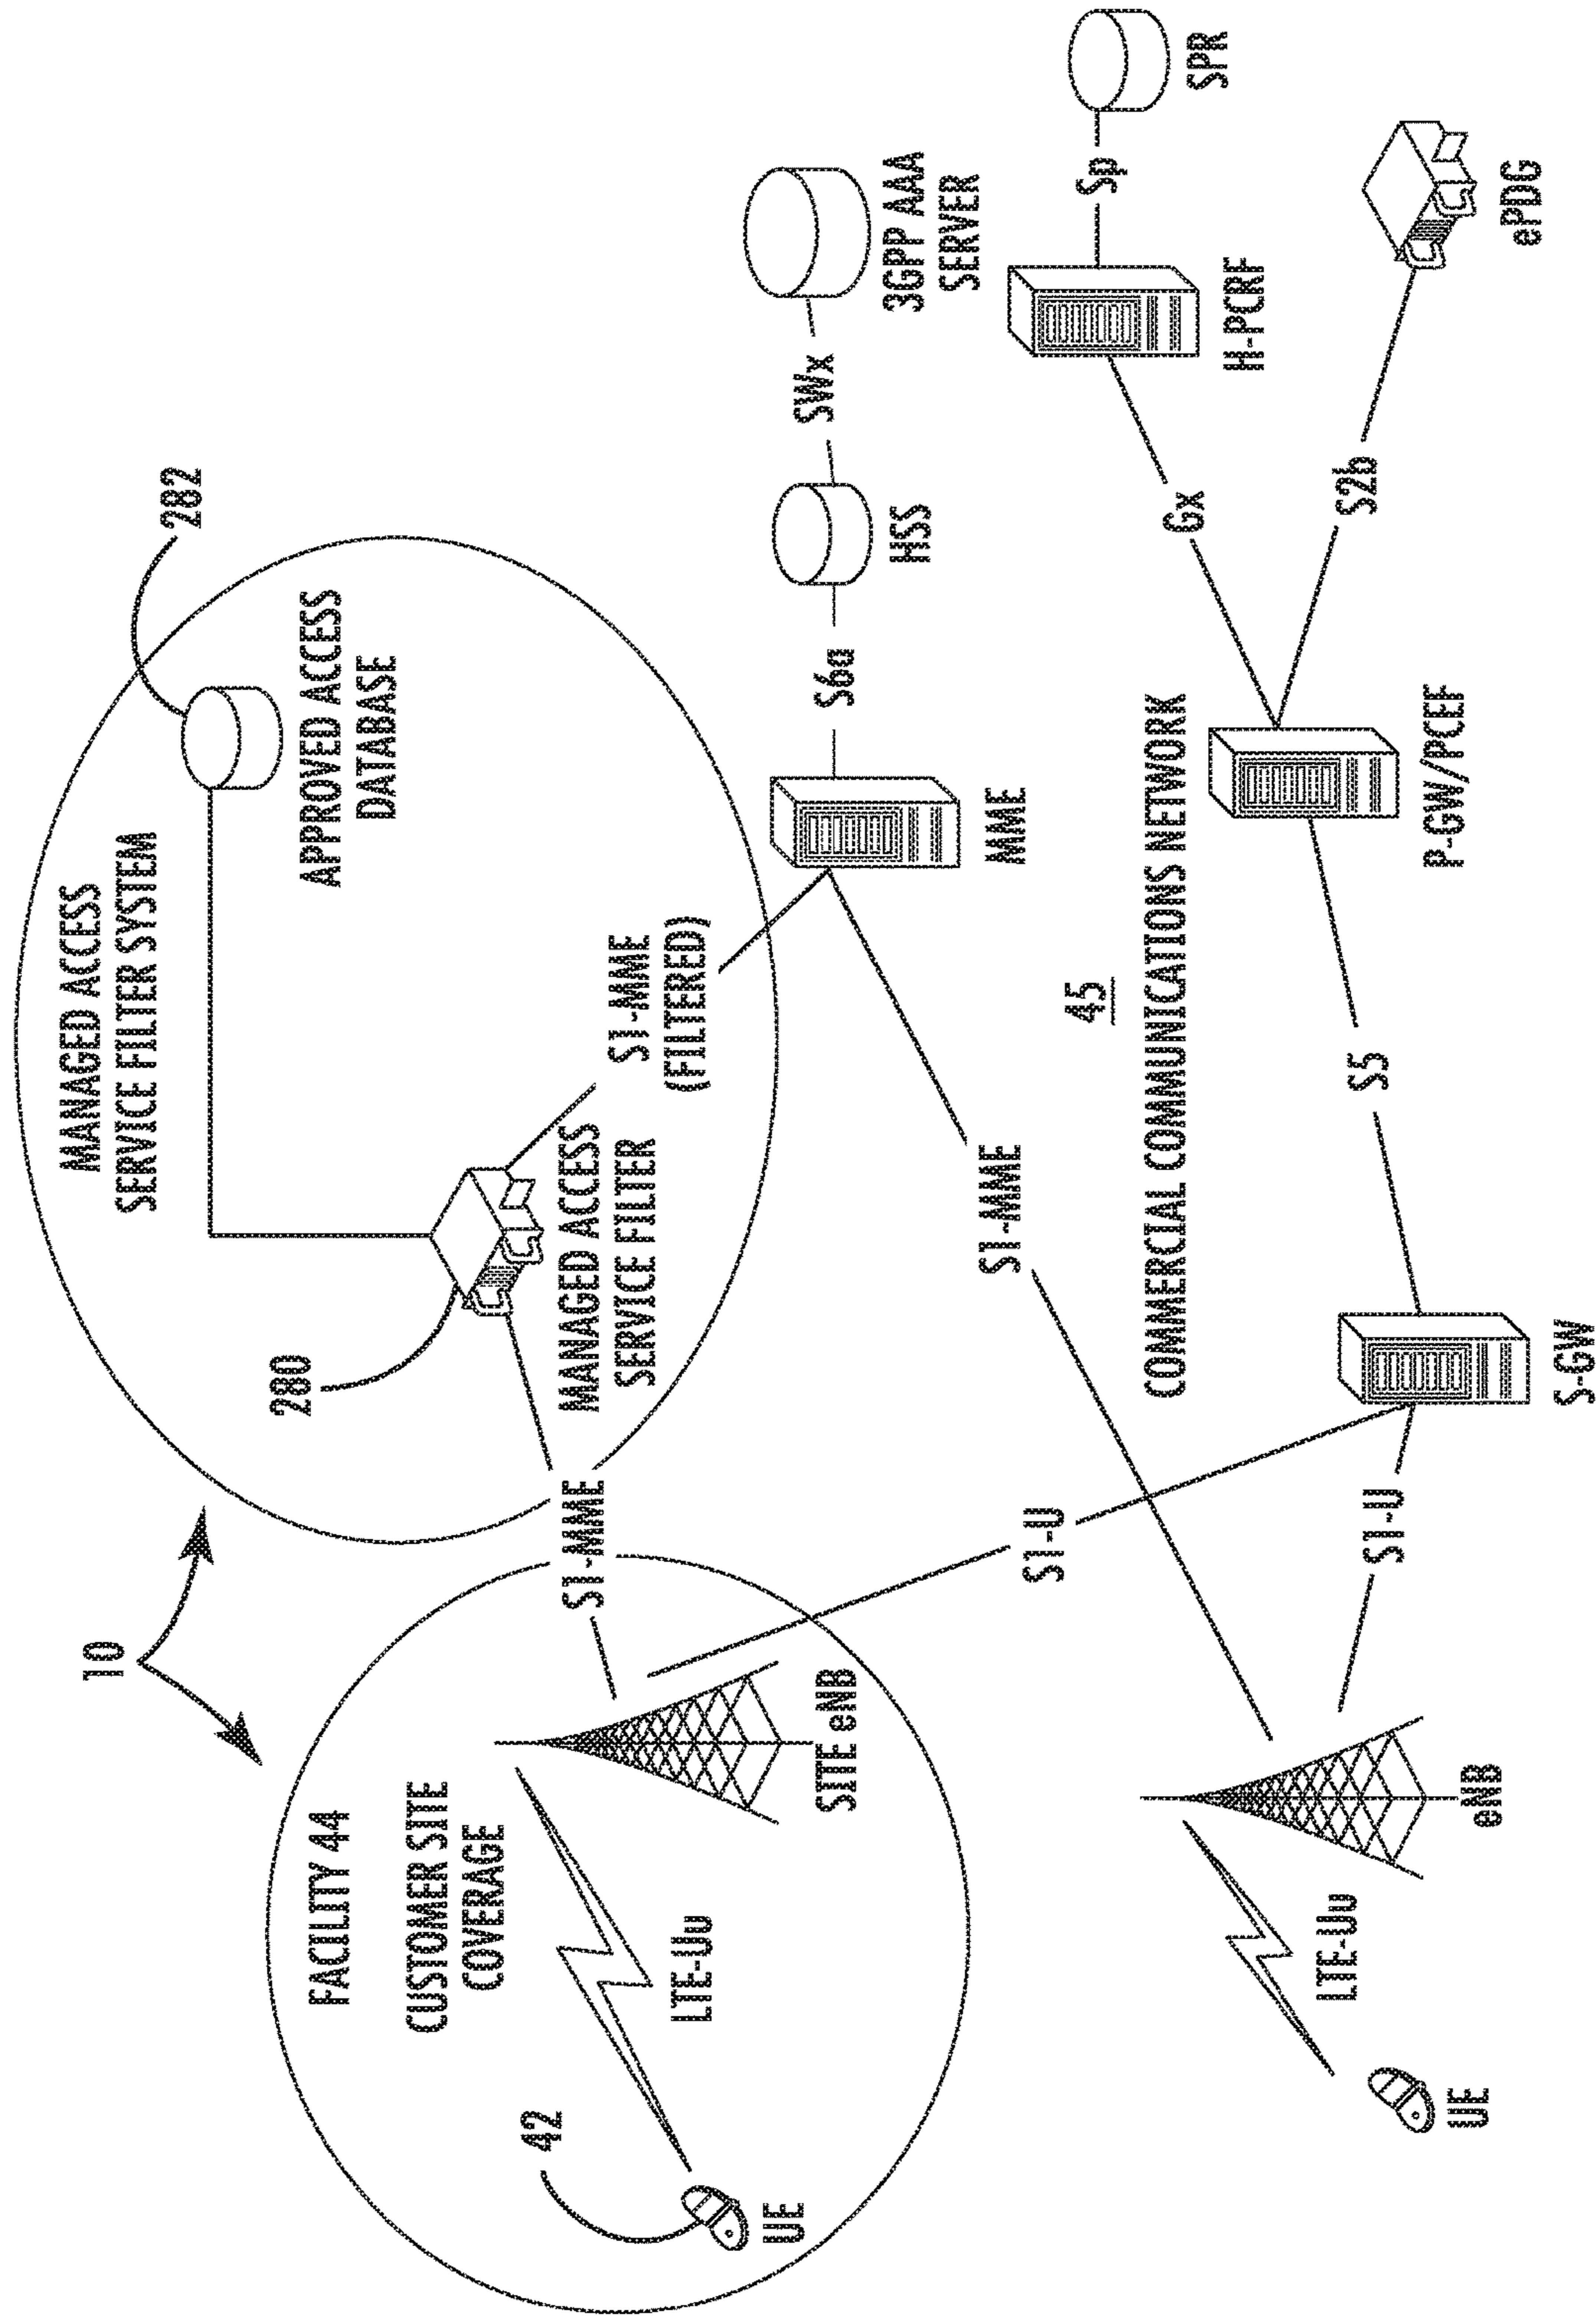 10
FACILITY 44
CUSTOMER SITE
COVERAGE
42
UE
LTE-Uu
SITE eNB
S1-MME
MANAGED ACCESS
SERVICE FILTER SYSTEM
280
MANAGED ACCESS
SERVICE FILTER
282
APPROVED ACCESS
DATABASE
S1-MME
(FILTERED)
MME
S6a
HSS
SWx
3GPP AAA
SERVER
S1-MME
S1-U
45
COMMERCIAL COMMUNICATIONS NETWORK
UE
LTE-Uu
eNB
S1-U
S-GW
S5
P-GW/PCEF
Gx
H-PCRF
Sp
SPR
S2b
ePDG